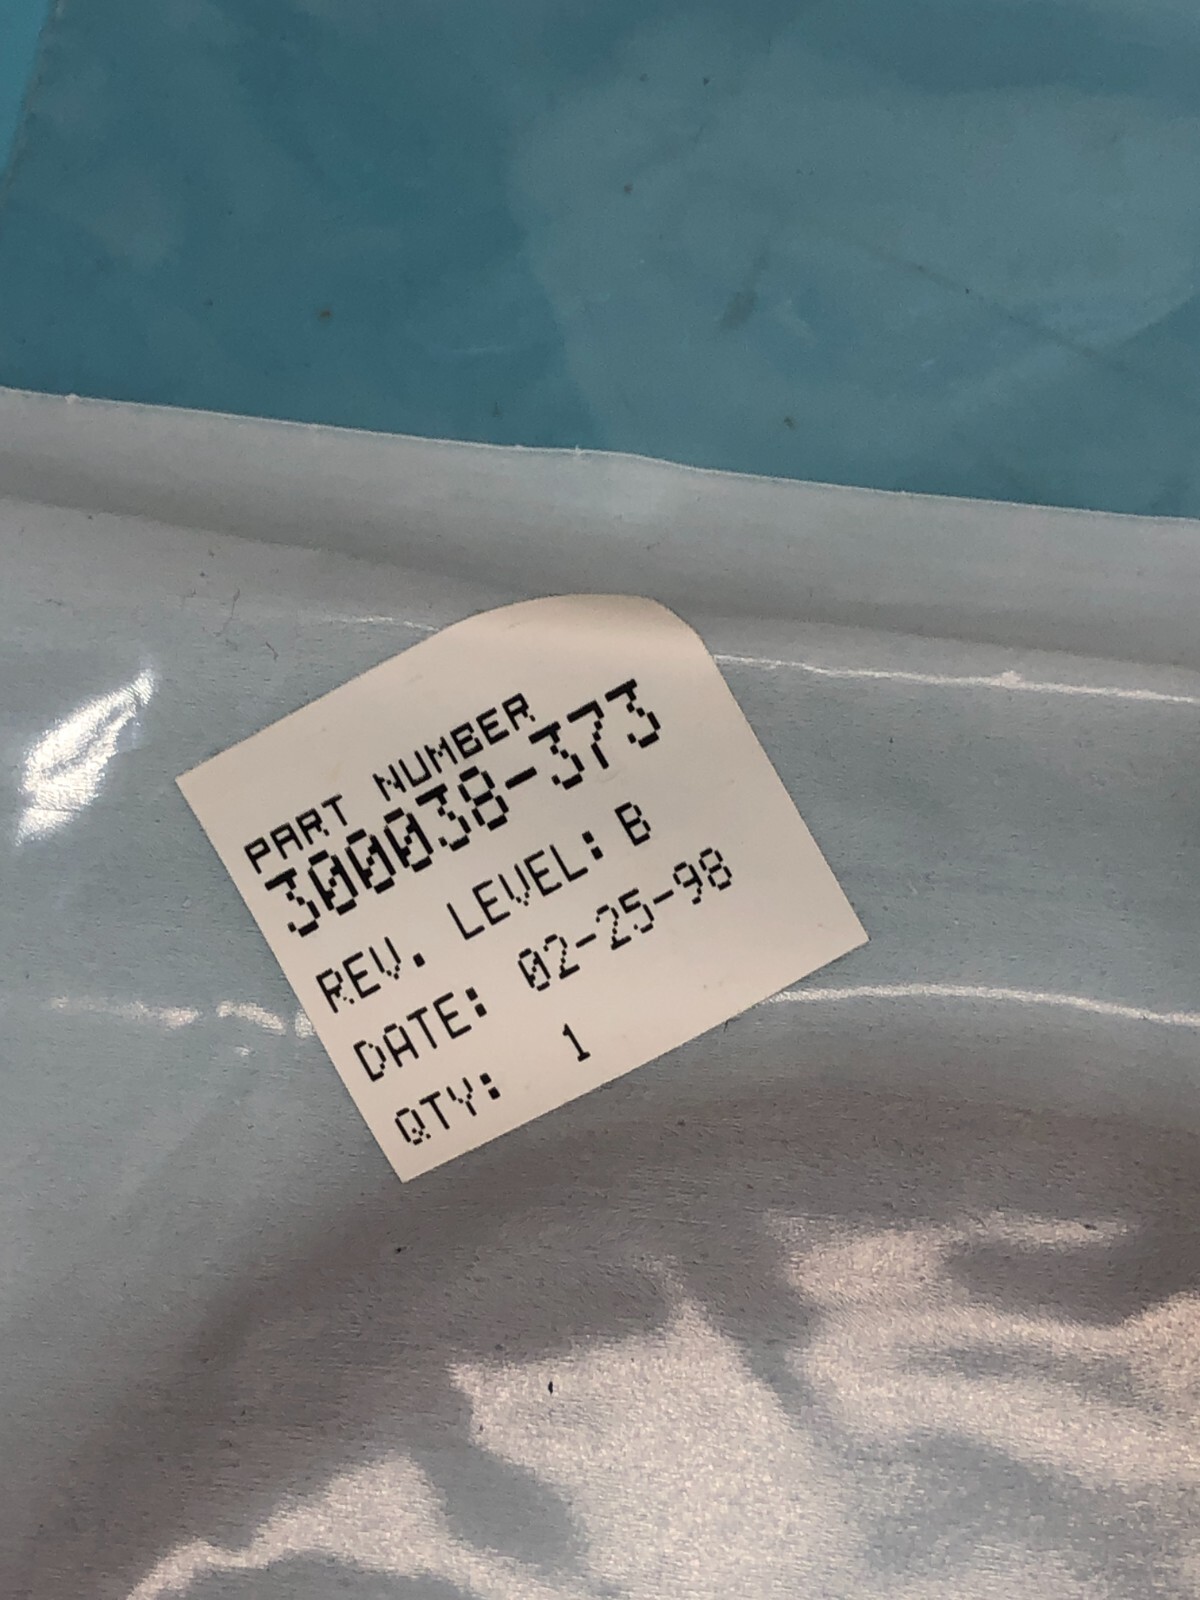 PART NUMBER
300038-373
REV. LEVEL: B
DATE: 02-25-98
QTY: 1